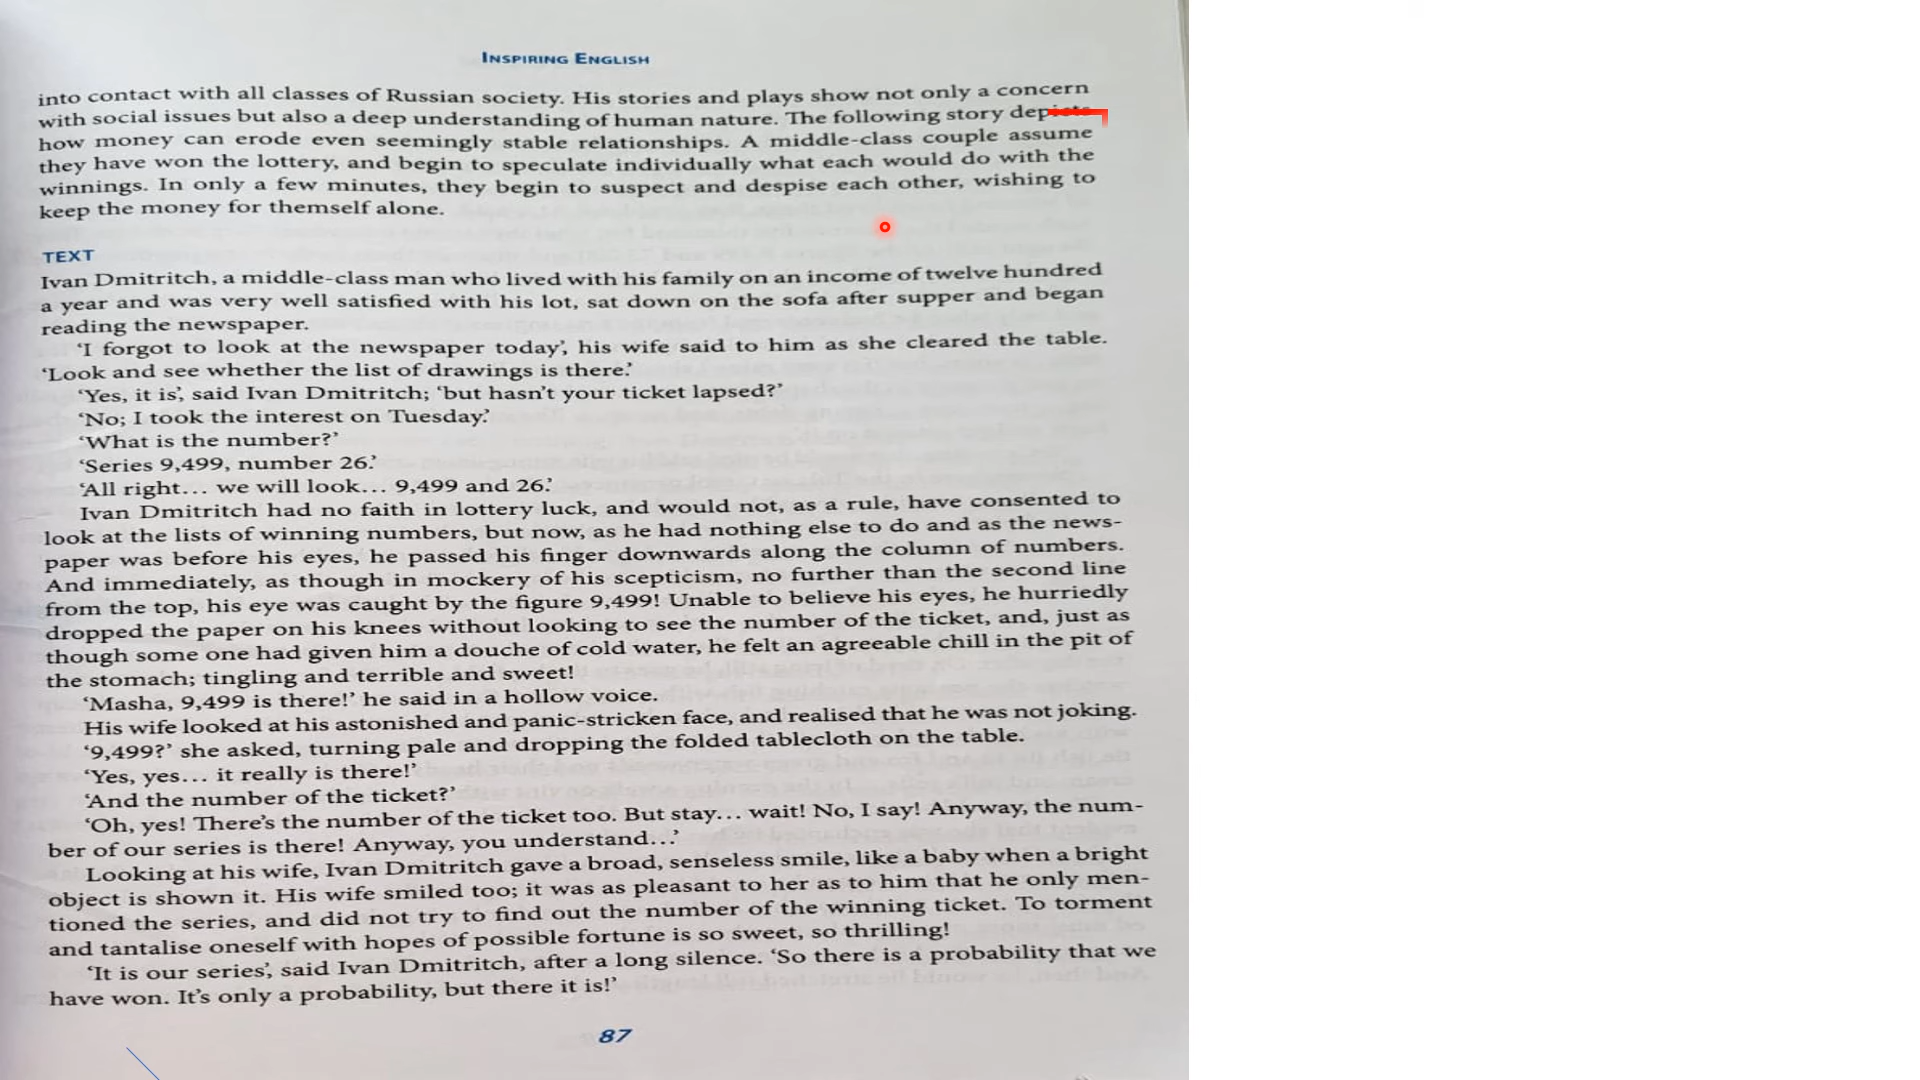 INSPIRING ENGLISH
into contact with all classes of Russian society. His stories and plays show not only a concern
with social issues but also a deep understanding of human nature. The following story depicts
how money can erode even seemingly stable relationships. A middle-class couple assume
they have won the lottery, and begin to speculate individually what each would do with the
winnings. In only a few minutes, they begin to suspect and despise each other, wishing to
keep the money for themself alone.
TEXT
Ivan Dmitritch, a middle-class man who lived with his family on an income of twelve hundred
a year and was very well satisfied with his lot, sat down on the sofa after supper and began
reading the newspaper.
‘I forgot to look at the newspaper today’, his wife said to him as she cleared the table.
‘Look and see whether the list of drawings is there.’
‘Yes, it is’, said Ivan Dmitritch; ‘but hasn’t your ticket lapsed?’
‘No; I took the interest on Tuesday.’
‘What is the number?’
‘Series 9,499, number 26.’
‘All right... we will look... 9,499 and 26.’
Ivan Dmitritch had no faith in lottery luck, and would not, as a rule, have consented to
look at the lists of winning numbers, but now, as he had nothing else to do and as the news-
paper was before his eyes, he passed his finger downwards along the column of numbers.
And immediately, as though in mockery of his scepticism, no further than the second line
from the top, his eye was caught by the figure 9,499! Unable to believe his eyes, he hurriedly
dropped the paper on his knees without looking to see the number of the ticket, and, just as
though some one had given him a douche of cold water, he felt an agreeable chill in the pit of
the stomach; tingling and terrible and sweet!
‘Masha, 9,499 is there!’ he said in a hollow voice.
His wife looked at his astonished and panic-stricken face, and realised that he was not joking.
‘9,499?’ she asked, turning pale and dropping the folded tablecloth on the table.
‘Yes, yes... it really is there!’
‘And the number of the ticket?’
‘Oh, yes! There’s the number of the ticket too. But stay... wait! No, I say! Anyway, the num-
ber of our series is there! Anyway, you understand...’
Looking at his wife, Ivan Dmitritch gave a broad, senseless smile, like a baby when a bright
object is shown it. His wife smiled too; it was as pleasant to her as to him that he only men-
tioned the series, and did not try to find out the number of the winning ticket. To torment
and tantalise oneself with hopes of possible fortune is so sweet, so thrilling!
‘It is our series’, said Ivan Dmitritch, after a long silence. ‘So there is a probability that we
have won. It’s only a probability, but there it is!’
87